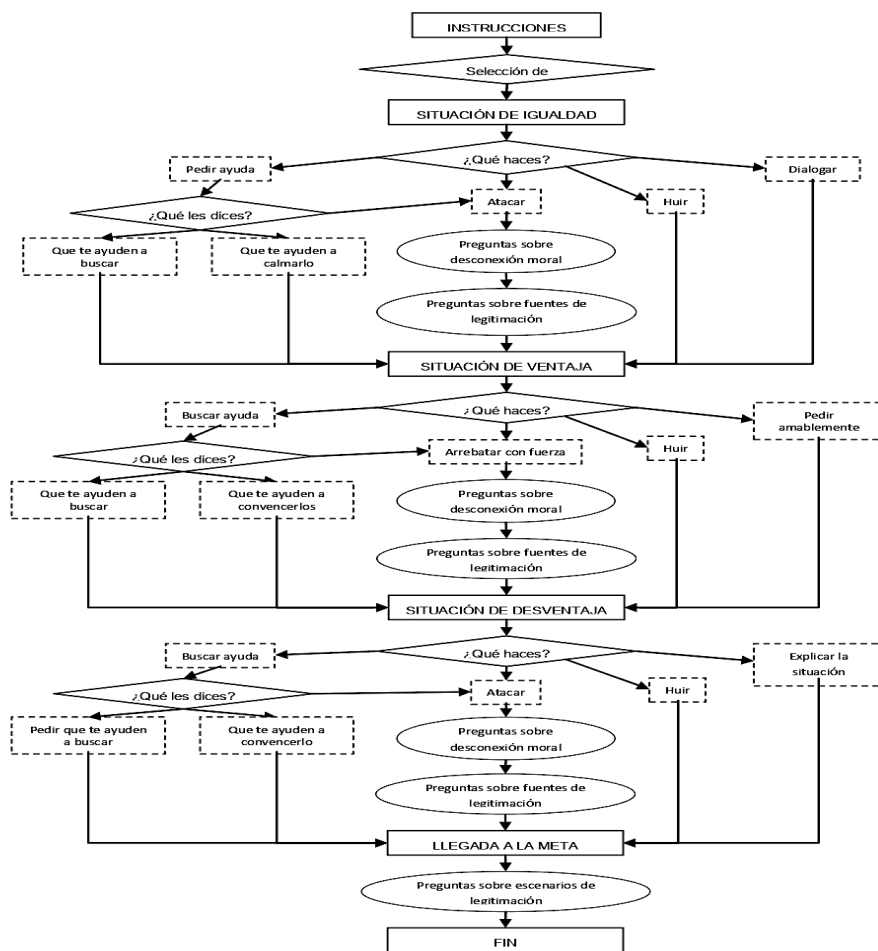 INSTRUCCIONES
Selección de
SITUACIÓN DE IGUALDAD
¿Qué haces?
Pedir ayuda
Dialogar
Atacar
Huir
¿Qué les dices?
Que te ayuden a
buscar
Que te ayuden a
calmarlo
Preguntas sobre
desconexión moral
Preguntas sobre fuentes de
legitimación
SITUACIÓN DE VENTAJA
¿Qué haces?
Buscar ayuda
Pedir
amablemente
Arrebatar con fuerza
Huir
¿Qué les dices?
Que te ayuden a
buscar
Que te ayuden a
convencerlos
Preguntas sobre
desconexión moral
Preguntas sobre fuentes de
legitimación
SITUACIÓN DE DESVENTAJA
¿Qué haces?
Buscar ayuda
Explicar la
situación
Atacar
Huir
¿Qué les dices?
Pedir que te ayuden
a buscar
Que te ayuden a
convencerlo
Preguntas sobre
desconexión moral
Preguntas sobre fuentes de
legitimación
LLEGADA A LA META
Preguntas sobre escenarios de
legitimación
FIN